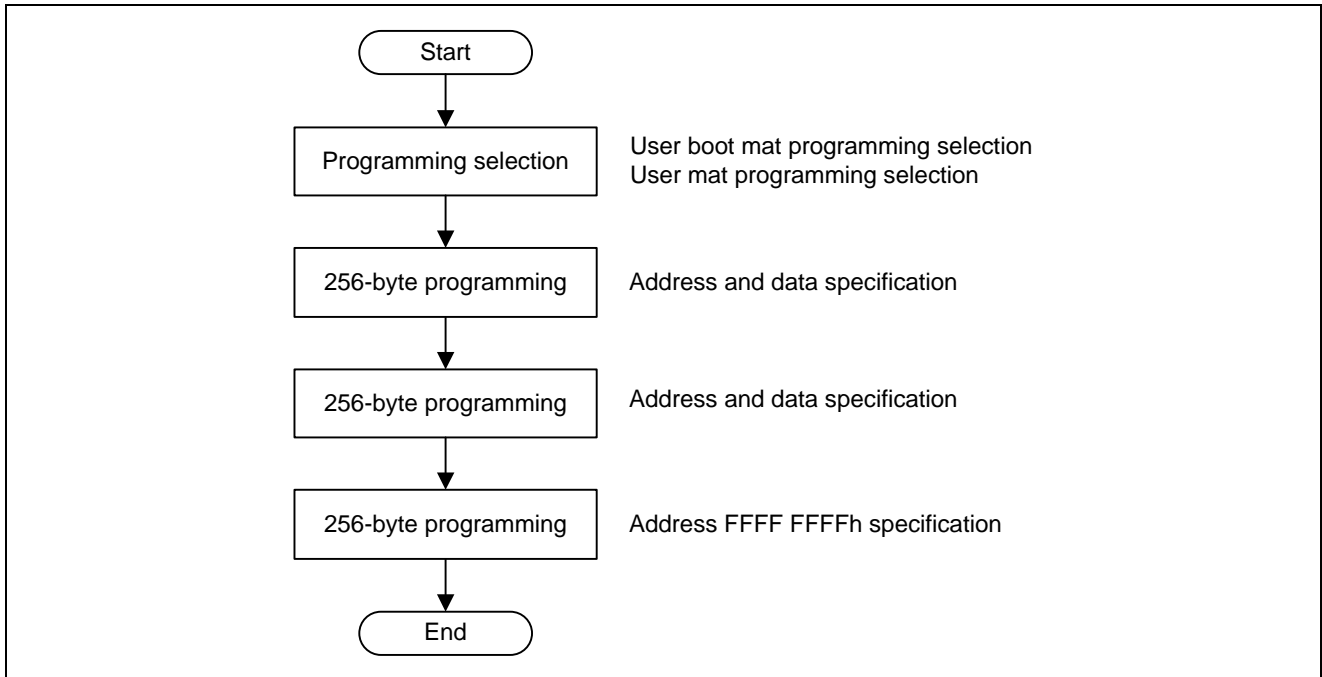 Start
Programming selection
User boot mat programming selection
User mat programming selection
256-byte programming
Address and data specification
256-byte programming
Address and data specification
256-byte programming
Address FFFF FFFFh specification
End